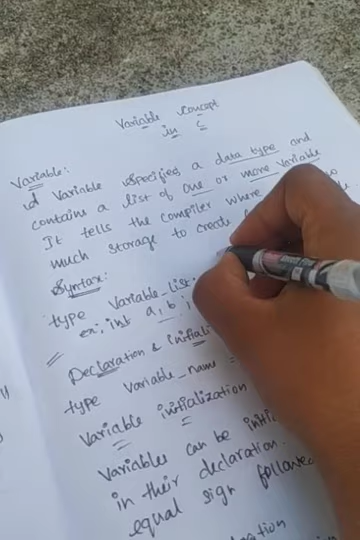 Variable Concept
in C
Variable:
A Variable specifies a data type and
contains a list of one or more Variable
It tells the compiler where
much storage to create
Syntax:
type Variable_list.
ex: int a, b;
Declaration & Initiali
type Variable_name =
Variable initialization
Variables can be initi
in their declaration.
equal sign followed